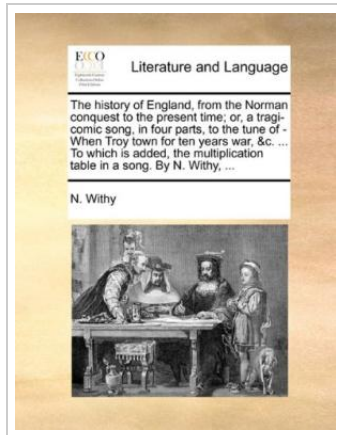 ECCO
Literature and Language
The history of England, from the Norman
conquest to the present time; or, a tragi-
comic song, in four parts, to the tune of -
When Troy town for ten years war, &c. ...
To which is added, the multiplication
table in a song. By N. Withy, ...
N. Withy